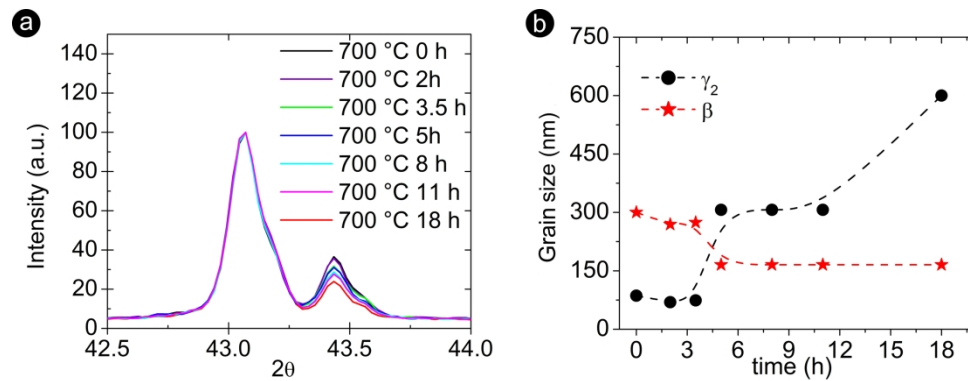 a
Intensity (a.u.)
140
120
100
80
60
40
20
0
42.5 43.0 43.5 44.0
2θ
700 °C 0 h
700 °C 2h
700 °C 3.5 h
700 °C 5h
700 °C 8 h
700 °C 11 h
700 °C 18 h
b
Grain size (nm)
750
600
450
300
150
0
0 3 6 9 12 15 18
time (h)
γ2
β